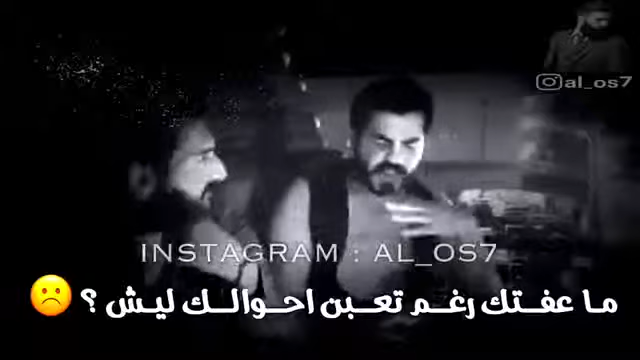 al_os7
INSTAGRAM : AL_OS7
ما عفتك رغم تعبن احوالك ليش ؟ ☹️